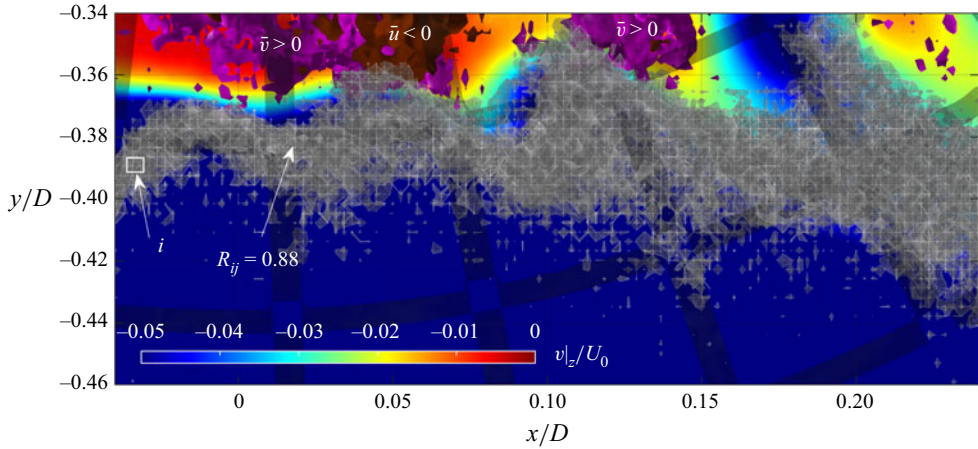 –0.34
v̄ > 0
ū < 0
v̄ > 0
–0.36
–0.38
y/D –0.40
i
R_ij = 0.88
–0.42
–0.44
–0.05 –0.04 –0.03 –0.02 –0.01 0
v|_z/U_0
–0.46
0 0.05 0.10 0.15 0.20
x/D